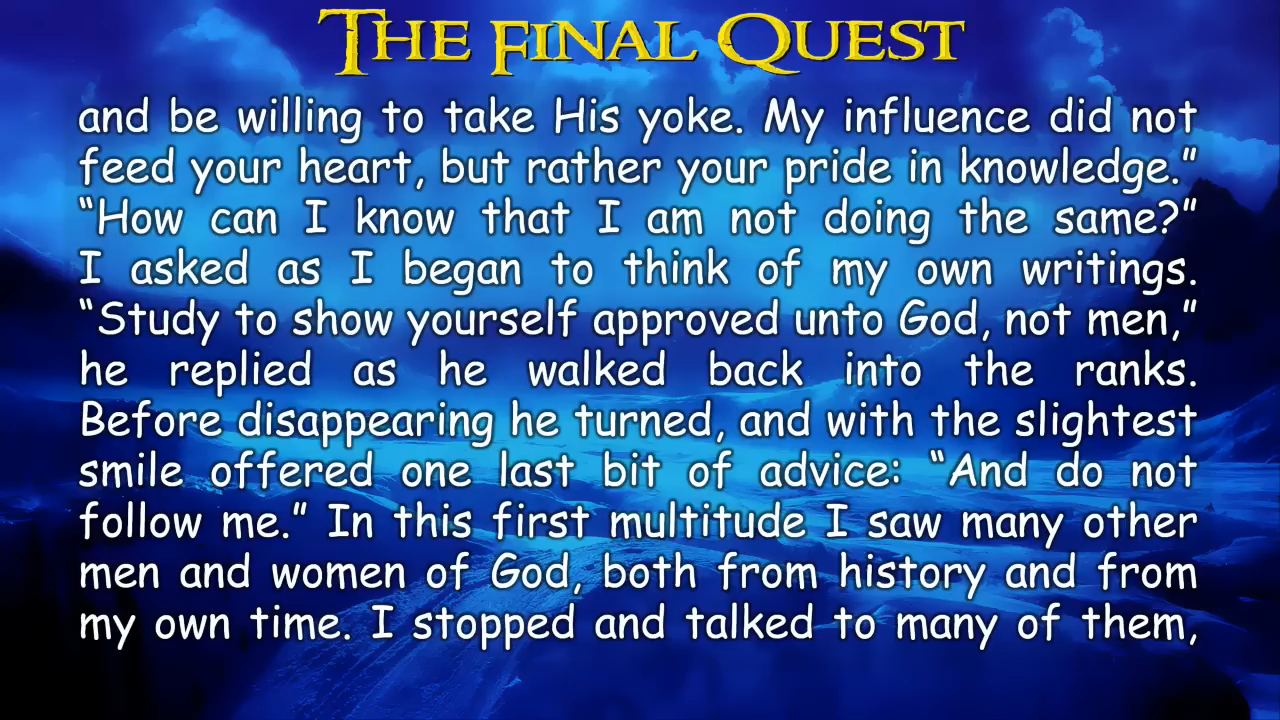 THE FINAL QUEST
and be willing to take His yoke. My influence did not
feed your heart, but rather your pride in knowledge.”
“How can I know that I am not doing the same?”
I asked as I began to think of my own writings.
“Study to show yourself approved unto God, not men,”
he replied as he walked back into the ranks.
Before disappearing he turned, and with the slightest
smile offered one last bit of advice: “And do not
follow me.” In this first multitude I saw many other
men and women of God, both from history and from
my own time. I stopped and talked to many of them,